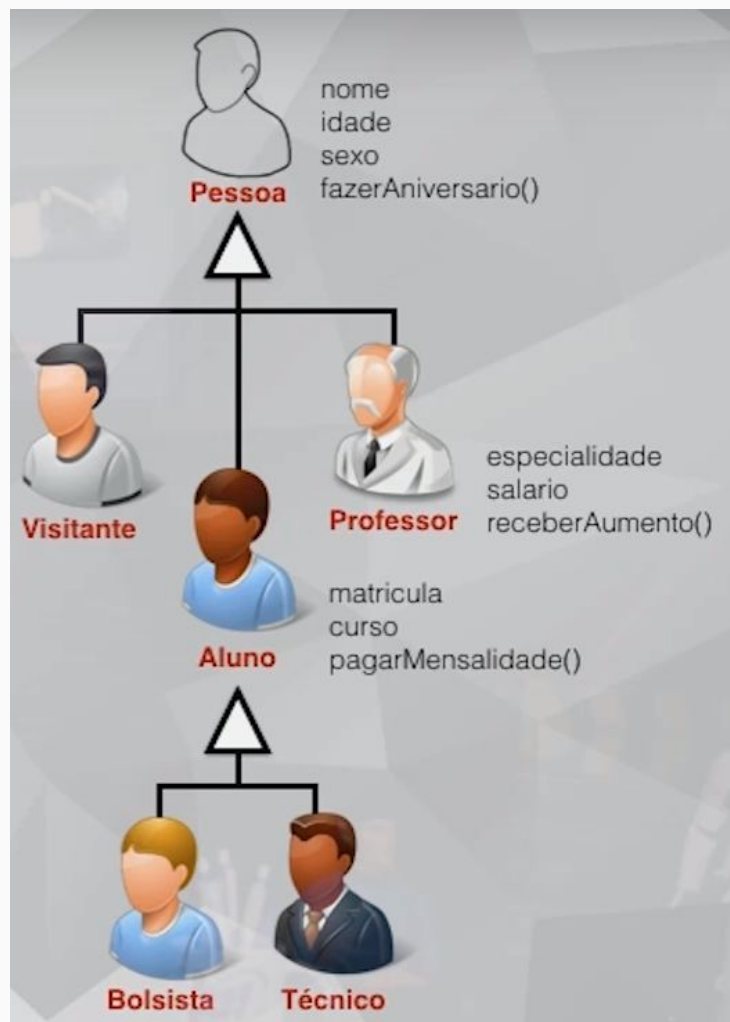 nome
idade
sexo
fazerAniversario()
Pessoa
Visitante
Professor
especialidade
salario
receberAumento()
Aluno
matricula
curso
pagarMensalidade()
Bolsista
Técnico